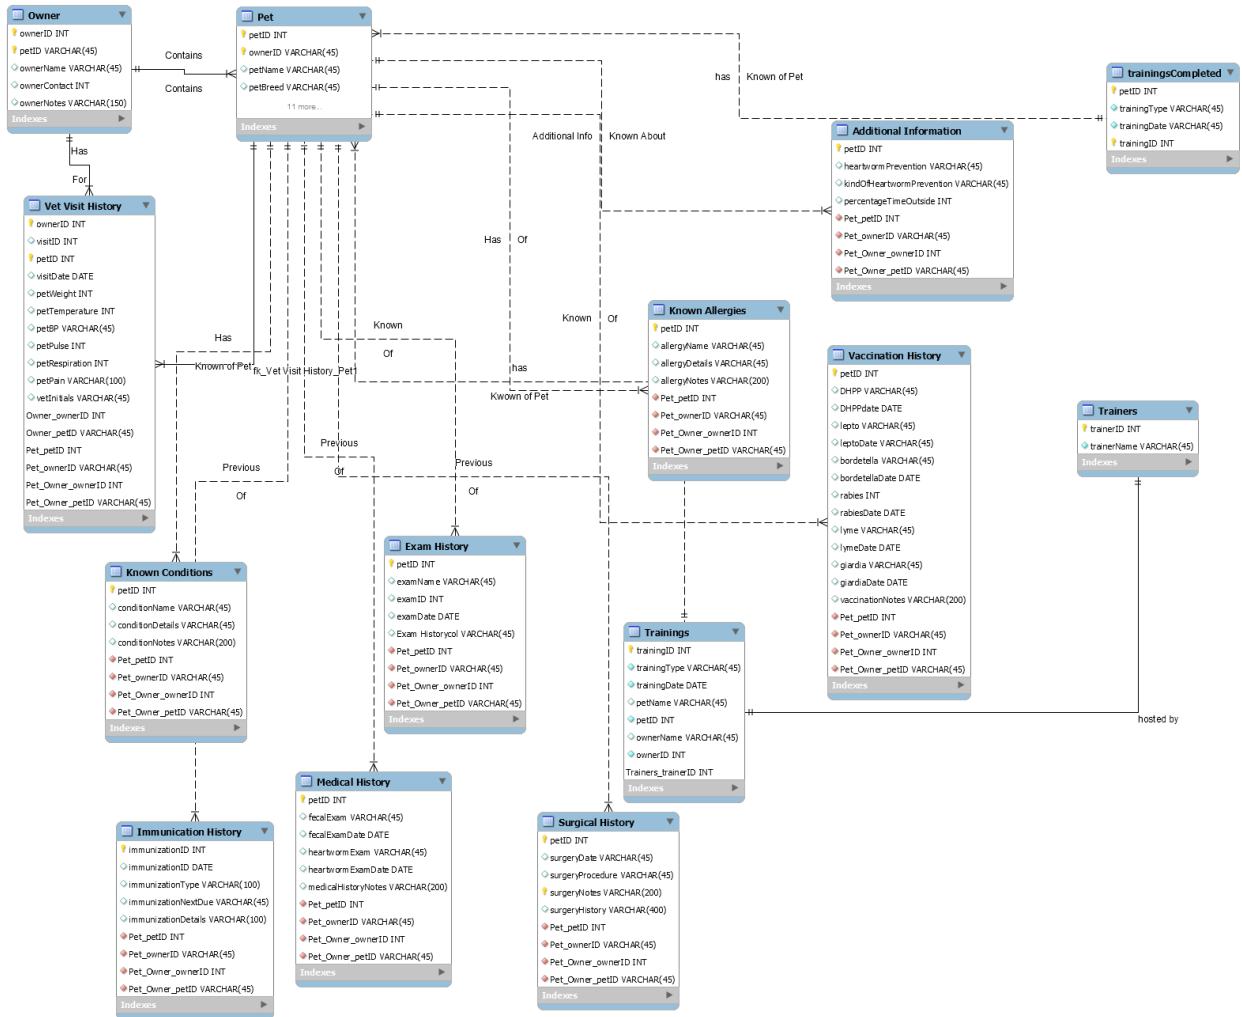 Owner
ownerID INT
petID VARCHAR(45)
ownerName VARCHAR(45)
ownerContact INT
ownerNotes VARCHAR(150)
Indexes
Contains
Contains
Pet
petID INT
ownerID VARCHAR(45)
petName VARCHAR(45)
petBreed VARCHAR(45)
11 more...
Indexes
has
Known of Pet
trainingsCompleted
petID INT
trainingType VARCHAR(45)
trainingDate VARCHAR(45)
trainingID INT
Indexes
Additional Info
Known About
Additional Information
petID INT
heartwormPrevention VARCHAR(45)
kindOfHeartwormPrevention VARCHAR(45)
percentageTimeOutside INT
Pet_petID INT
Pet_ownerID VARCHAR(45)
Pet_Owner_ownerID INT
Pet_Owner_petID VARCHAR(45)
Indexes
Has
For
Vet Visit History
ownerID INT
visitID INT
petID INT
visitDate DATE
petWeight INT
petTemperature INT
petBP VARCHAR(45)
petPulse INT
petRespiration INT
petPain VARCHAR(100)
vetInitials VARCHAR(45)
Owner_ownerID INT
Owner_petID VARCHAR(45)
Pet_petID INT
Pet_ownerID VARCHAR(45)
Pet_Owner_ownerID INT
Pet_Owner_petID VARCHAR(45)
Indexes
Has
Known of Pet
fk_Vet Visit History_Pet1
Known
Of
Has
Of
has
Kwown of Pet
Known
Of
Known Allergies
petID INT
allergyName VARCHAR(45)
allergyDetails VARCHAR(45)
allergyNotes VARCHAR(200)
Pet_petID INT
Pet_ownerID VARCHAR(45)
Pet_Owner_ownerID INT
Pet_Owner_petID VARCHAR(45)
Indexes
Vaccination History
petID INT
DHPP VARCHAR(45)
DHPPdate DATE
lepto VARCHAR(45)
leptoDate VARCHAR(45)
bordetella VARCHAR(45)
bordetellaDate DATE
rabies INT
rabiesDate DATE
lyme VARCHAR(45)
lymeDate DATE
giardia VARCHAR(45)
giardiaDate DATE
vaccinationNotes VARCHAR(200)
Pet_petID INT
Pet_ownerID VARCHAR(45)
Pet_Owner_ownerID INT
Pet_Owner_petID VARCHAR(45)
Indexes
Trainers
trainerID INT
trainerName VARCHAR(45)
Indexes
Previous
Of
Previous
Of
Previous
Of
Known Conditions
petID INT
conditionName VARCHAR(45)
conditionDetails VARCHAR(45)
conditionNotes VARCHAR(200)
Pet_petID INT
Pet_ownerID VARCHAR(45)
Pet_Owner_ownerID INT
Pet_Owner_petID VARCHAR(45)
Indexes
Exam History
petID INT
examName VARCHAR(45)
examID INT
examDate DATE
Exam Historycol VARCHAR(45)
Pet_petID INT
Pet_ownerID VARCHAR(45)
Pet_Owner_ownerID INT
Pet_Owner_petID VARCHAR(45)
Indexes
Trainings
trainingID INT
trainingType VARCHAR(45)
trainingDate DATE
petName VARCHAR(45)
petID INT
ownerName VARCHAR(45)
ownerID INT
Trainers_trainerID INT
Indexes
hosted by
Immunication History
immunizationID INT
immunizationID DATE
immunizationType VARCHAR(100)
immunizationNextDue VARCHAR(45)
immunizationDetails VARCHAR(100)
Pet_petID INT
Pet_ownerID VARCHAR(45)
Pet_Owner_ownerID INT
Pet_Owner_petID VARCHAR(45)
Indexes
Medical History
petID INT
fecalExam VARCHAR(45)
fecalExamDate DATE
heartwormExam VARCHAR(45)
heartwormExamDate DATE
medicalHistoryNotes VARCHAR(200)
Pet_petID INT
Pet_ownerID VARCHAR(45)
Pet_Owner_ownerID INT
Pet_Owner_petID VARCHAR(45)
Indexes
Surgical History
petID INT
surgeryDate VARCHAR(45)
surgeryProcedure VARCHAR(45)
surgeryNotes VARCHAR(200)
surgeryHistory VARCHAR(400)
Pet_petID INT
Pet_ownerID VARCHAR(45)
Pet_Owner_ownerID INT
Pet_Owner_petID VARCHAR(45)
Indexes